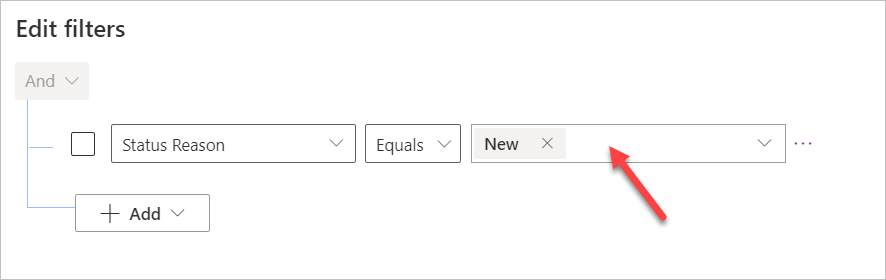 Edit filters
And
Status Reason Equals New
Add